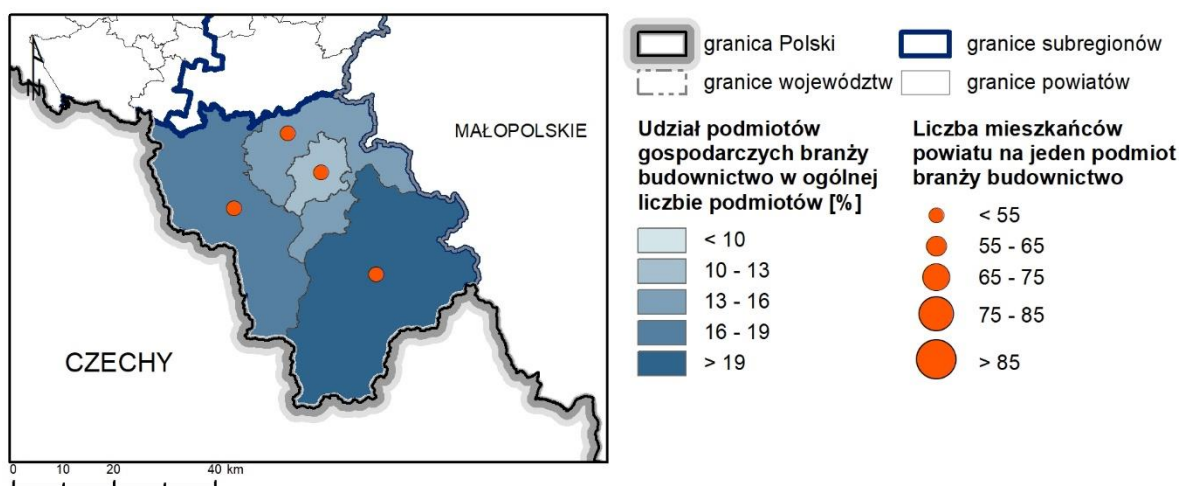 MAŁOPOLSKIE
CZECHY
0 10 20 40 km
granica Polski
granice subregionów
granice województw
granice powiatów
Udział podmiotów
gospodarczych branży
budownictwo w ogólnej
liczbie podmiotów [%]
< 10
10 - 13
13 - 16
16 - 19
> 19
Liczba mieszkańców
powiatu na jeden podmiot
branży budownictwo
< 55
55 - 65
65 - 75
75 - 85
> 85